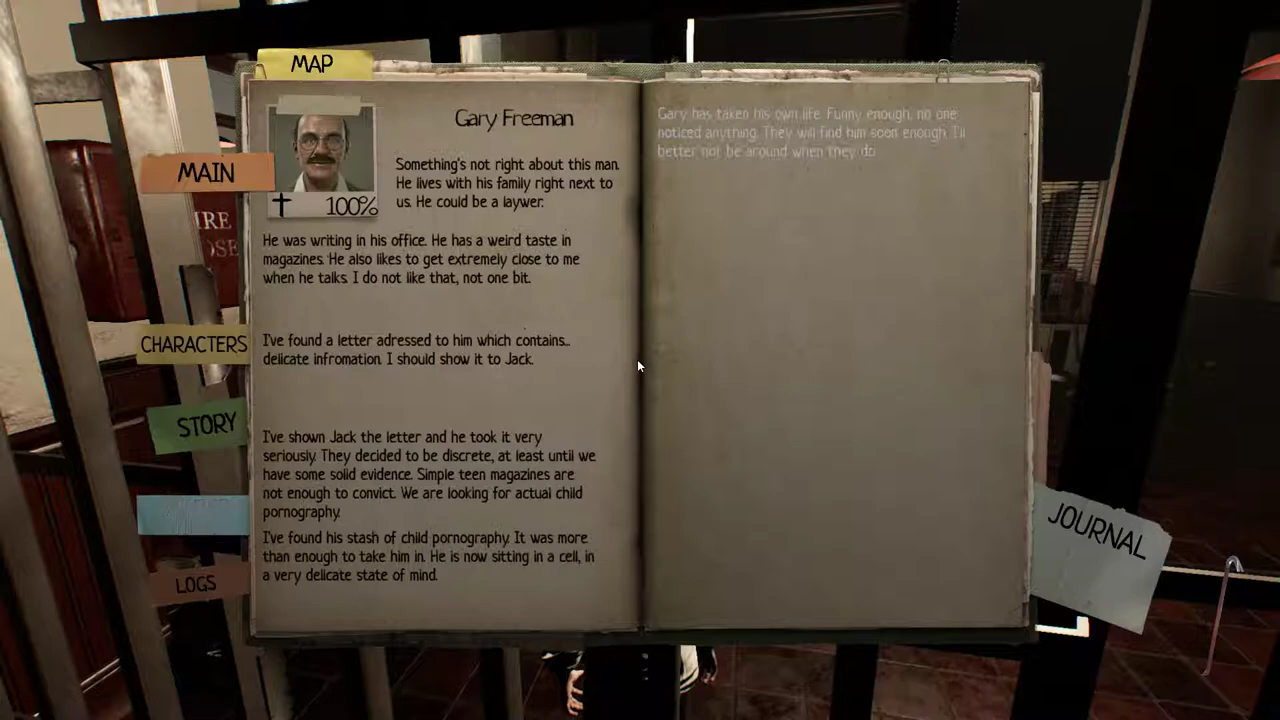 MAP
Gary Freeman
Something's not right about this man.
He lives with his family right next to
us. He could be a laywer.
MAIN
100%
IRE
OSE
He was writing in his office. He has a weird taste in
magazines. He also likes to get extremely close to me
when he talks. I do not like that, not one bit.
I've found a letter adressed to him which contains...
delicate infromation. I should show it to Jack.
CHARACTERS
STORY
I've shown Jack the letter and he took it very
seriously. They decided to be discrete, at least until we
have some solid evidence. Simple teen magazines are
not enough to convict. We are looking for actual child
pornography.
I've found his stash of child pornography. It was more
than enough to take him in. He is now sitting in a cell, in
a very delicate state of mind.
LOGS
Gary has taken his own life. Funny enough, no one
noticed anything. They will find him soon enough. I'll
better not be around when they do.
JOURNAL